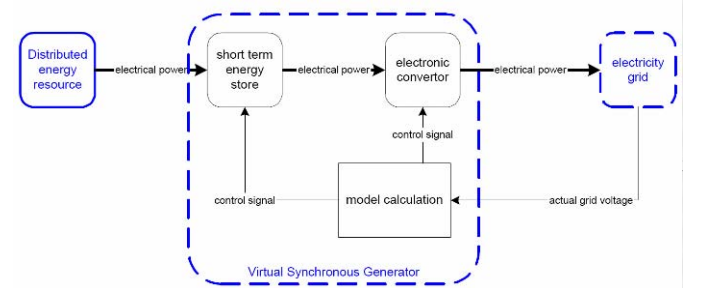 Distributed
energy
resource
electrical power
short term
energy
store
electrical power
electronic
convertor
electrical power
electricity
grid
control signal
control signal
model calculation
actual grid voltage
Virtual Synchronous Generator